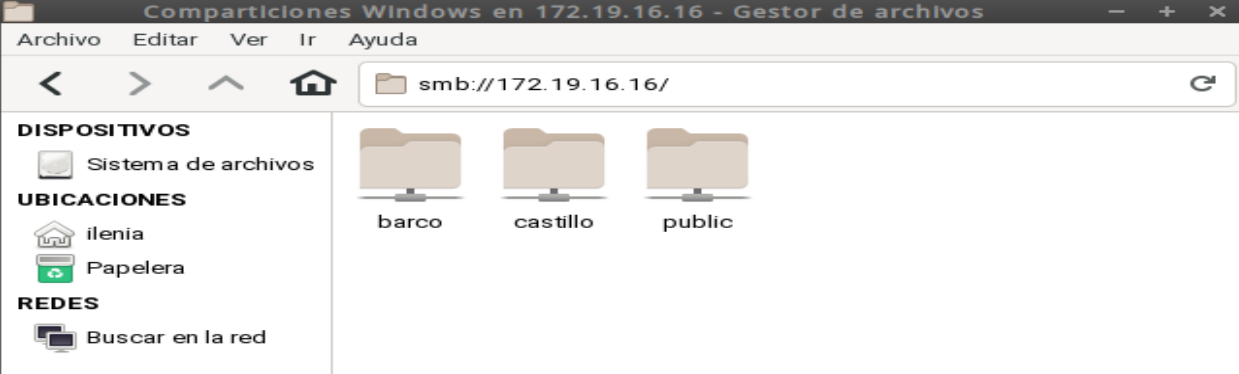 Comparticiones Windows en 172.19.16.16 - Gestor de archivos
Archivo Editar Ver Ir Ayuda
smb://172.19.16.16/
DISPOSITIVOS
Sistema de archivos
UBICACIONES
ilenia
Papelera
REDES
Buscar en la red
barco castillo public